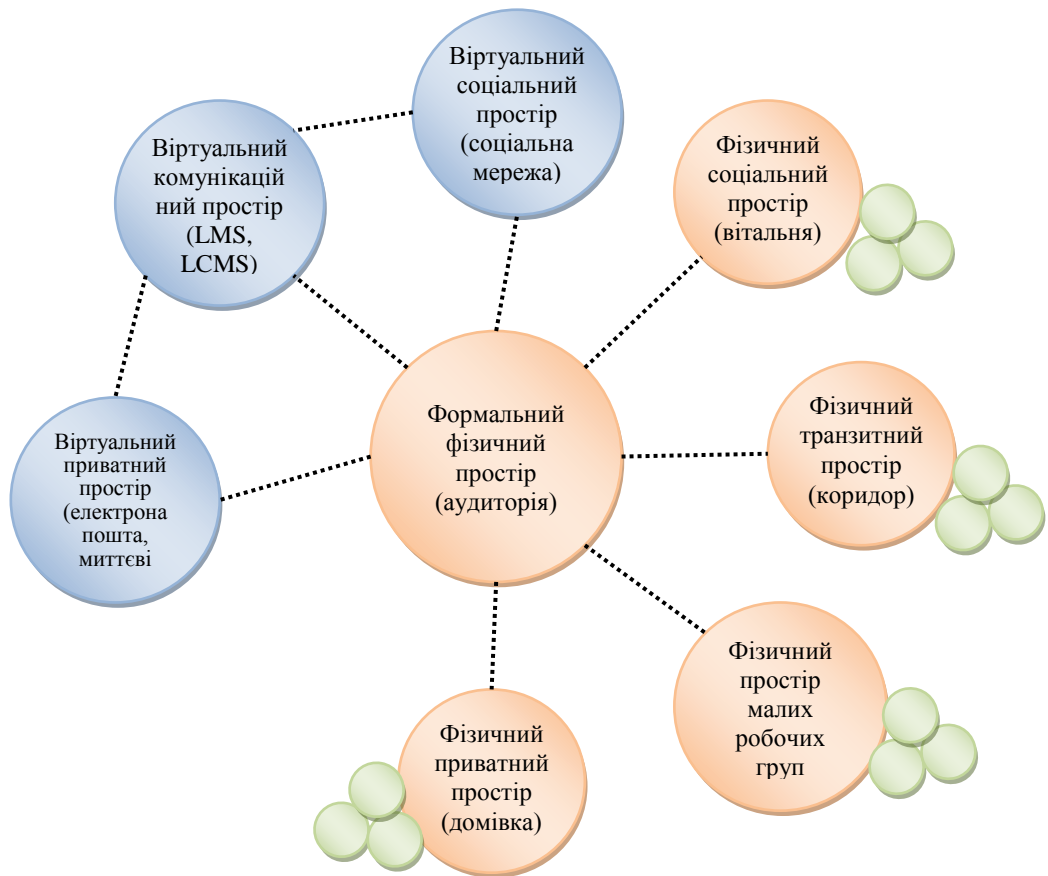 Віртуальний
соціальний
простір
(соціальна
мережа)
Віртуальний
комунікацій
ний простір
(LMS,
LCMS)
Фізичний
соціальний
простір
(вітальня)
Формальний
фізичний
простір
(аудиторія)
Фізичний
транзитний
простір
(коридор)
Віртуальний
приватний
простір
(електрона
пошта,
миттєві
Фізичний
простір
малих
робочих
груп
Фізичний
приватний
простір
(домівка)